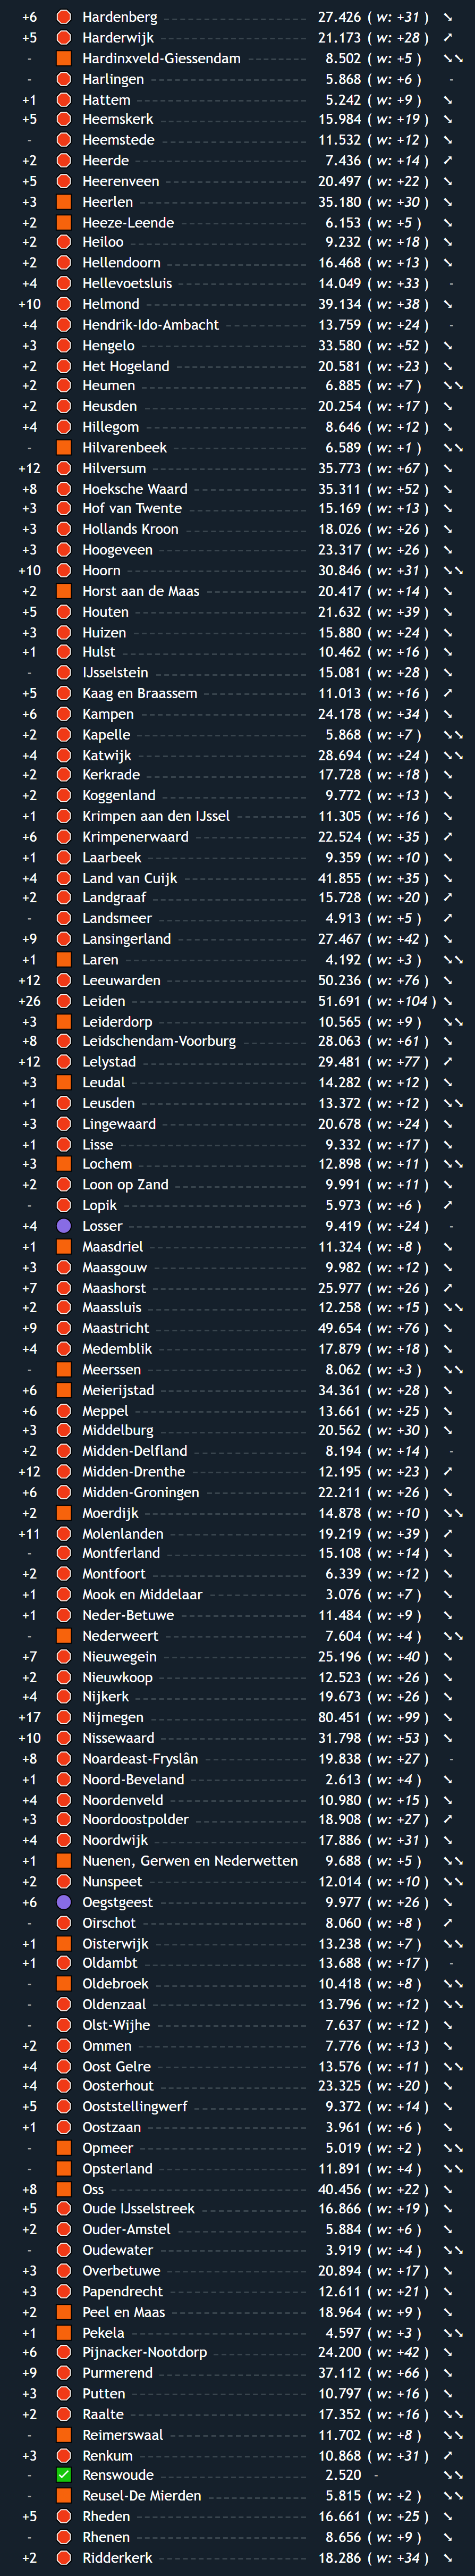 +6 Hardenberg 27.426 ( w: +31 ) ↘
+5 Harderwijk 21.173 ( w: +28 ) ↗
- Hardinxveld-Giessendam 8.502 ( w: +5 ) ↘↘
- Harlingen 5.868 ( w: +6 ) -
+1 Hattem 5.242 ( w: +9 ) ↘
+5 Heemskerk 15.984 ( w: +19 ) ↘
- Heemstede 11.532 ( w: +12 ) ↘
+2 Heerde 7.436 ( w: +14 ) ↗
+5 Heerenveen 20.497 ( w: +22 ) ↘
+3 Heerlen 35.180 ( w: +30 ) ↘
+2 Heeze-Leende 6.153 ( w: +5 ) ↘
+2 Heiloo 9.232 ( w: +18 ) ↘
+2 Hellendoorn 16.468 ( w: +13 ) ↘
+4 Hellevoetsluis 14.049 ( w: +33 ) -
+10 Helmond 39.134 ( w: +38 ) ↘
+4 Hendrik-Ido-Ambacht 13.759 ( w: +24 ) -
+3 Hengelo 33.580 ( w: +52 ) ↘
+2 Het Hogeland 20.581 ( w: +23 ) ↘
+2 Heumen 6.885 ( w: +7 ) ↘↘
+2 Heusden 20.254 ( w: +17 ) ↘
+4 Hillegom 8.646 ( w: +12 ) ↘
- Hilvarenbeek 6.589 ( w: +1 ) ↘↘
+12 Hilversum 35.773 ( w: +67 ) ↘
+8 Hoeksche Waard 35.311 ( w: +52 ) ↘
+3 Hof van Twente 15.169 ( w: +13 ) ↘
+3 Hollands Kroon 18.026 ( w: +26 ) ↘
+3 Hoogeveen 23.317 ( w: +26 ) ↘
+10 Hoorn 30.846 ( w: +31 ) ↘↘
+2 Horst aan de Maas 20.417 ( w: +14 ) ↘
+5 Houten 21.632 ( w: +39 ) ↘
+3 Huizen 15.880 ( w: +24 ) ↘
+1 Hulst 10.462 ( w: +16 ) ↘
- IJsselstein 15.081 ( w: +28 ) ↘
+5 Kaag en Braassem 11.013 ( w: +16 ) ↗
+6 Kampen 24.178 ( w: +34 ) ↘
+2 Kapelle 5.868 ( w: +7 ) ↘↘
+4 Katwijk 28.694 ( w: +24 ) ↘↘
+2 Kerkrade 17.728 ( w: +18 ) ↘
+2 Koggenland 9.772 ( w: +13 ) ↘
+1 Krimpen aan den IJssel 11.305 ( w: +16 ) ↘
+6 Krimpenerwaard 22.524 ( w: +35 ) ↗
+1 Laarbeek 9.359 ( w: +10 ) ↘
+4 Land van Cuijk 41.855 ( w: +35 ) ↘
+2 Landgraaf 15.728 ( w: +20 ) ↗
- Landsmeer 4.913 ( w: +5 ) ↗
+9 Lansingerland 27.467 ( w: +42 ) ↘
+1 Laren 4.192 ( w: +3 ) ↘↘
+12 Leeuwarden 50.236 ( w: +76 ) ↘
+26 Leiden 51.691 ( w: +104 ) ↘
+3 Leiderdorp 10.565 ( w: +9 ) ↘↘
+8 Leidschendam-Voorburg 28.063 ( w: +61 ) ↘
+12 Lelystad 29.481 ( w: +77 ) ↗
+3 Leudal 14.282 ( w: +12 ) ↘
+1 Leusden 13.372 ( w: +12 ) ↘↘
+3 Lingewaard 20.678 ( w: +24 ) ↘
+1 Lisse 9.332 ( w: +17 ) ↘
+3 Lochem 12.898 ( w: +11 ) ↘↘
+2 Loon op Zand 9.991 ( w: +11 ) ↘
- Lopik 5.973 ( w: +6 ) ↗
+4 Losser 9.419 ( w: +24 ) -
+1 Maasdriel 11.324 ( w: +8 ) ↘
+3 Maasgouw 9.982 ( w: +12 ) ↘
+7 Maashorst 25.977 ( w: +26 ) ↗
+2 Maassluis 12.258 ( w: +15 ) ↘↘
+9 Maastricht 49.654 ( w: +76 ) ↘
+4 Medemblik 17.879 ( w: +18 ) ↘
- Meerssen 8.062 ( w: +3 ) ↘↘
+6 Meierijstad 34.361 ( w: +28 ) ↘
+6 Meppel 13.661 ( w: +25 ) ↘
+3 Middelburg 20.562 ( w: +30 ) ↘
+2 Midden-Delfland 8.194 ( w: +14 ) -
+12 Midden-Drenthe 12.195 ( w: +23 ) ↗
+6 Midden-Groningen 22.211 ( w: +26 ) ↘
+2 Moerdijk 14.878 ( w: +10 ) ↘↘
+11 Molenlanden 19.219 ( w: +39 ) ↗
- Montferland 15.108 ( w: +14 ) ↘
+2 Montfoort 6.339 ( w: +12 ) ↘
+1 Mook en Middelaar 3.076 ( w: +7 ) ↘
+1 Neder-Betuwe 11.484 ( w: +9 ) ↘
- Nederweert 7.604 ( w: +4 ) ↘↘
+7 Nieuwegein 25.196 ( w: +40 ) ↘
+2 Nieuwkoop 12.523 ( w: +26 ) ↘
+4 Nijkerk 19.673 ( w: +26 ) ↘
+17 Nijmegen 80.451 ( w: +99 ) ↘
+10 Nissewaard 31.798 ( w: +53 ) ↘
+8 Noardeast-Fryslân 19.838 ( w: +27 ) -
+1 Noord-Beveland 2.613 ( w: +4 ) ↘
+4 Noordenveld 10.980 ( w: +15 ) ↘
+3 Noordoostpolder 18.908 ( w: +27 ) ↗
+4 Noordwijk 17.886 ( w: +31 ) ↘
+1 Nuenen, Gerwen en Nederwetten 9.688 ( w: +5 ) ↘↘
+2 Nunspeet 12.014 ( w: +10 ) ↘↘
+6 Oegstgeest 9.977 ( w: +26 ) ↘
- Oirschot 8.060 ( w: +8 ) ↗
+1 Oisterwijk 13.238 ( w: +7 ) ↘↘
+1 Oldambt 13.688 ( w: +17 ) -
- Oldebroek 10.418 ( w: +8 ) ↘↘
- Oldenzaal 13.796 ( w: +12 ) ↘↘
- Olst-Wijhe 7.637 ( w: +12 ) ↘
+2 Ommen 7.776 ( w: +13 ) ↘
+4 Oost Gelre 13.576 ( w: +11 ) ↘↘
+4 Oosterhout 23.325 ( w: +20 ) ↘
+5 Ooststellingwerf 9.372 ( w: +14 ) ↘
+1 Oostzaan 3.961 ( w: +6 ) ↘
- Opmeer 5.019 ( w: +2 ) ↘↘
- Opsterland 11.891 ( w: +4 ) ↘↘
+8 Oss 40.456 ( w: +22 ) ↘
+5 Oude IJsselstreek 16.866 ( w: +19 ) ↘
+2 Ouder-Amstel 5.884 ( w: +6 ) ↘
- Oudewater 3.919 ( w: +4 ) ↘↘
+3 Overbetuwe 20.894 ( w: +17 ) ↘
+3 Papendrecht 12.611 ( w: +21 ) ↘
+2 Peel en Maas 18.964 ( w: +9 ) ↘
+1 Pekela 4.597 ( w: +3 ) ↘↘
+6 Pijnacker-Nootdorp 24.200 ( w: +42 ) ↘
+9 Purmerend 37.112 ( w: +66 ) ↘
+3 Putten 10.797 ( w: +16 ) ↘
+2 Raalte 17.352 ( w: +16 ) ↘↘
- Reimerswaal 11.702 ( w: +8 ) ↘↘
+3 Renkum 10.868 ( w: +31 ) ↗
- Renswoude 2.520 - ↘↘
- Reusel-De Mierden 5.815 ( w: +2 ) ↘↘
+5 Rheden 16.661 ( w: +25 ) ↘
- Rhenen 8.656 ( w: +9 ) ↘
+2 Ridderkerk 18.286 ( w: +34 ) ↘